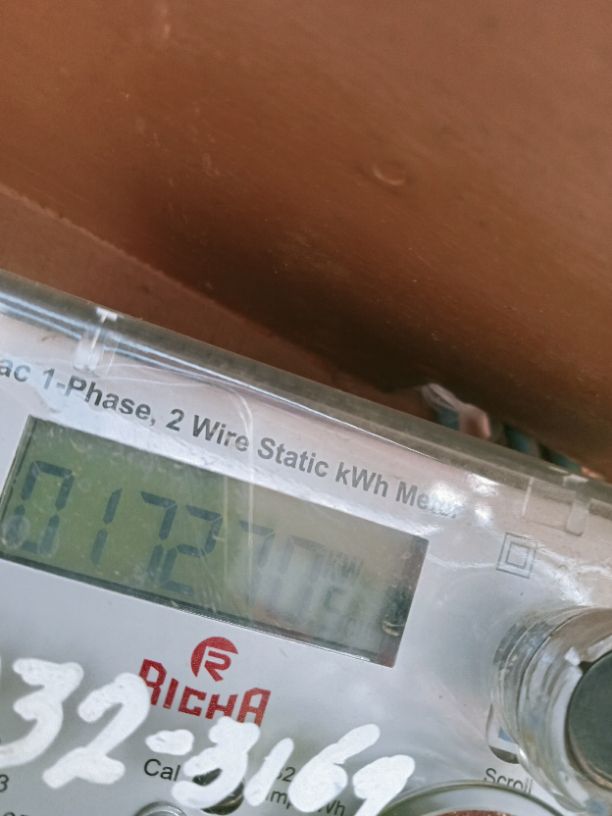 ac 1-Phase, 2 Wire Static kWh Meter
017270
RICHA
32-3169
Cal
Scroll